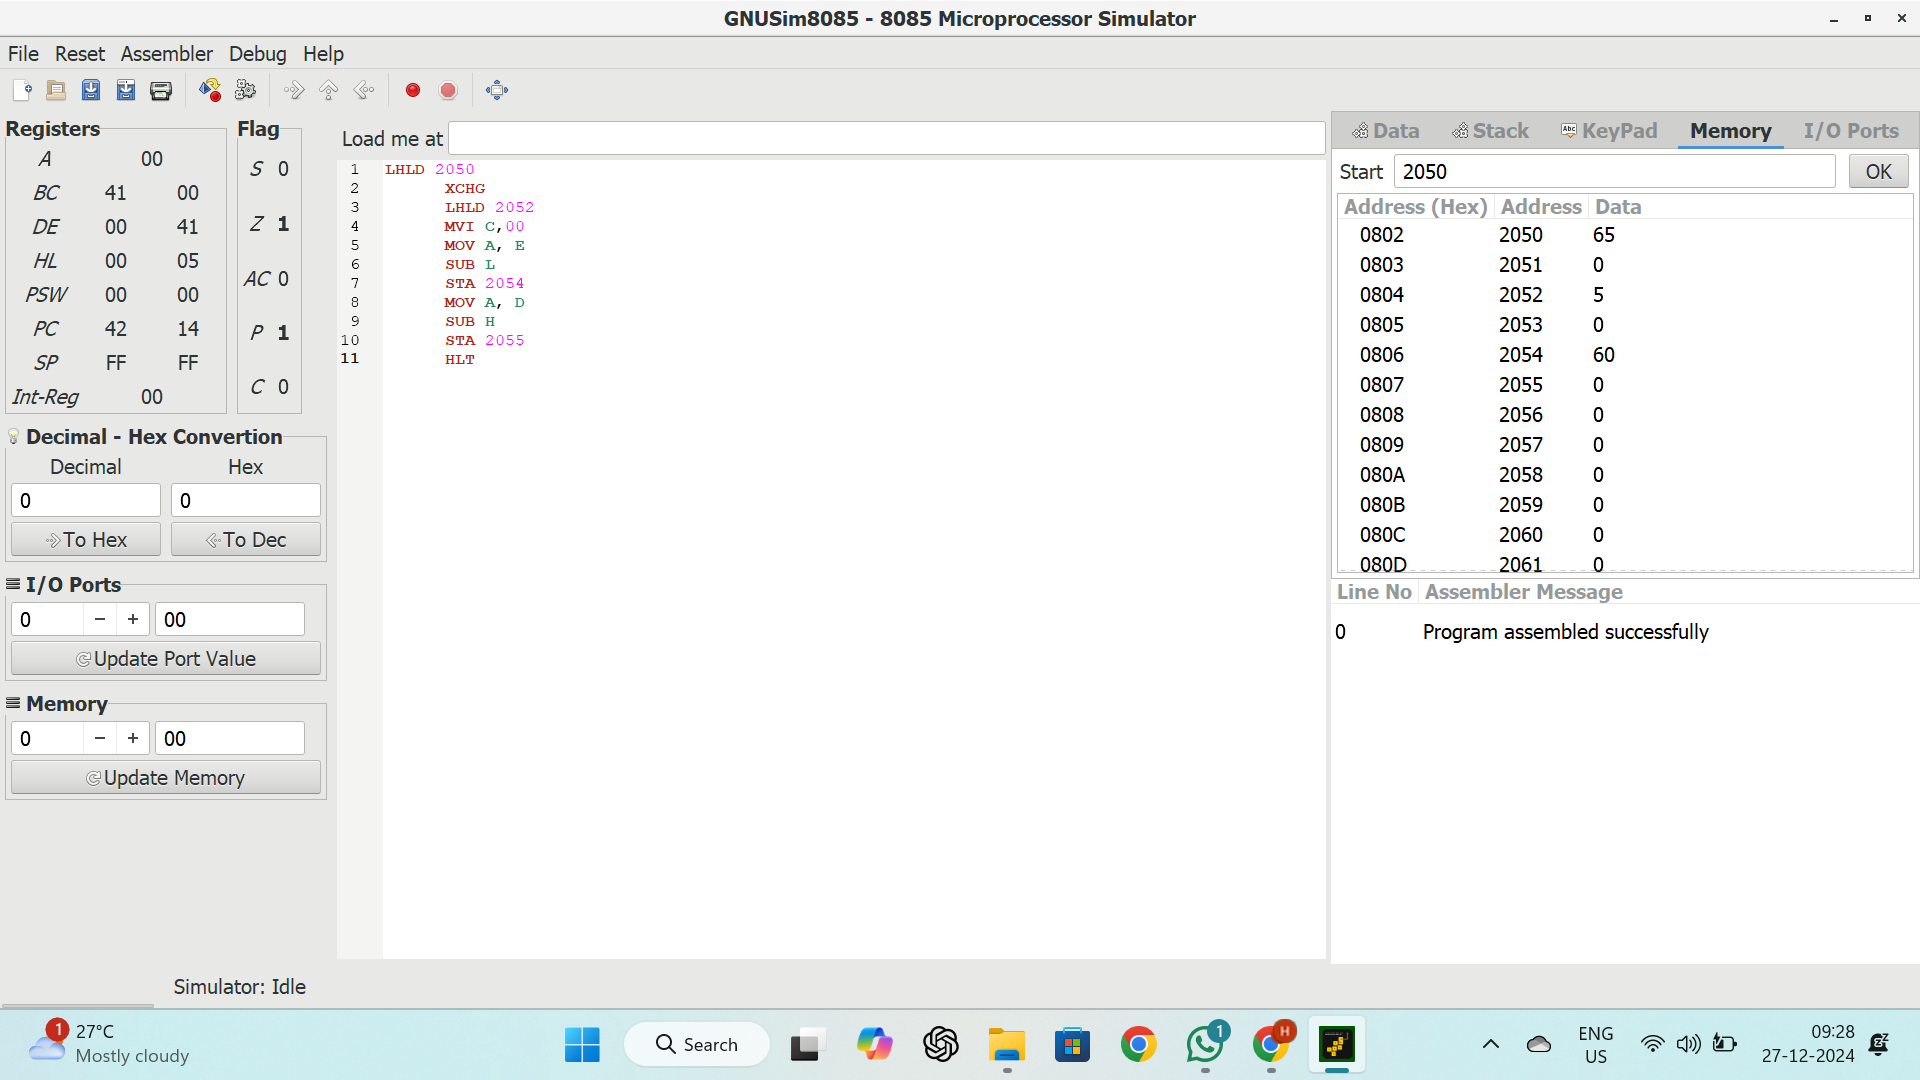 GNUSim8085 - 8085 Microprocessor Simulator
File Reset Assembler Debug Help
Registers
A 00
BC 41 00
DE 00 41
HL 00 05
PSW 00 00
PC 42 14
SP FF FF
Int-Reg 00
Flag
S 0
Z 1
AC 0
P 1
C 0
Decimal - Hex Convertion
Decimal Hex
0 0
To Hex To Dec
I/O Ports
0 - + 00
Update Port Value
Memory
0 - + 00
Update Memory
Load me at
1 LHLD 2050
2 XCHG
3 LHLD 2052
4 MVI C,00
5 MOV A, E
6 SUB L
7 STA 2054
8 MOV A, D
9 SUB H
10 STA 2055
11 HLT
Data Stack Abc KeyPad Memory I/O Ports
Start 2050 OK
Address (Hex) Address Data
0802 2050 65
0803 2051 0
0804 2052 5
0805 2053 0
0806 2054 60
0807 2055 0
0808 2056 0
0809 2057 0
080A 2058 0
080B 2059 0
080C 2060 0
080D 2061 0
Line No Assembler Message
0 Program assembled successfully
Simulator: Idle
1 27°C
Mostly cloudy
Search
1
H
ENG
US
09:28
27-12-2024